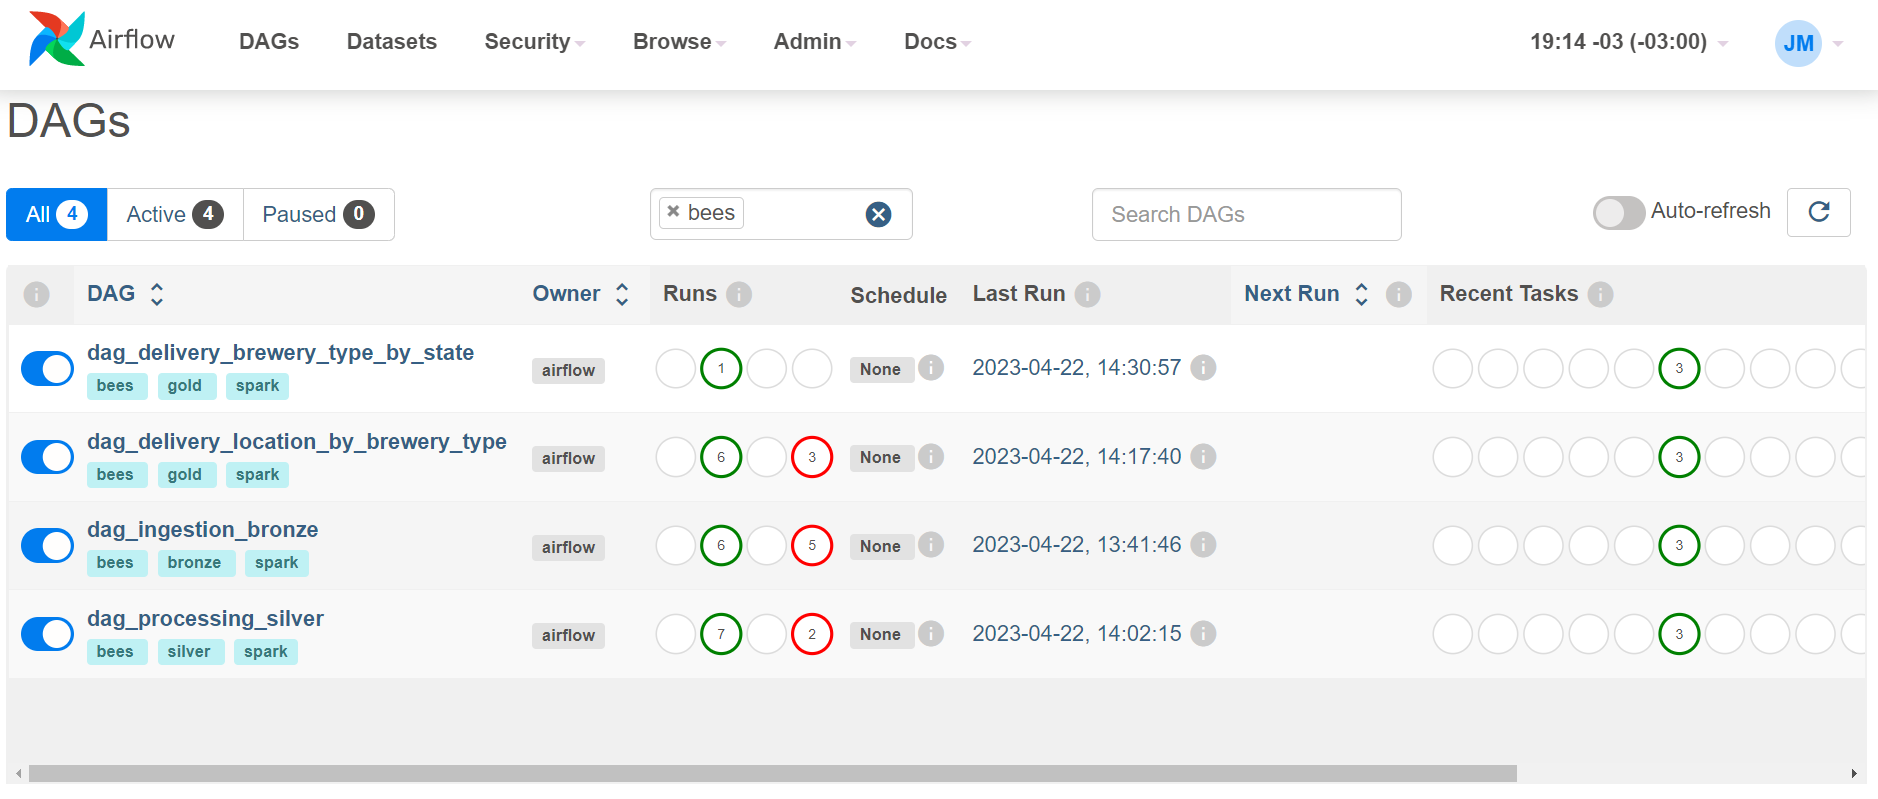 Airflow DAGs Datasets Security Browse Admin Docs 19:14 -03 (-03:00) JM
DAGs
All 4 Active 4 Paused 0 × bees Search DAGs Auto-refresh
DAG Owner Runs Schedule Last Run Next Run Recent Tasks
dag_delivery_brewery_type_by_state
airflow 1 None 2023-04-22, 14:30:57 3
bees gold spark
dag_delivery_location_by_brewery_type
airflow 6 3 None 2023-04-22, 14:17:40 3
bees gold spark
dag_ingestion_bronze
airflow 6 5 None 2023-04-22, 13:41:46 3
bees bronze spark
dag_processing_silver
airflow 7 2 None 2023-04-22, 14:02:15 3
bees silver spark